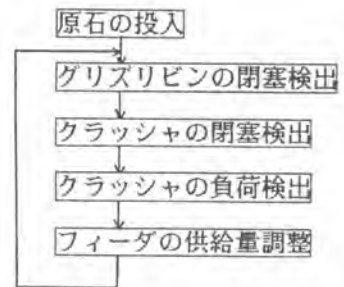 原石の投入
グリズリビンの閉塞検出
クラッシャの閉塞検出
クラッシャの負荷検出
フィーダの供給量調整